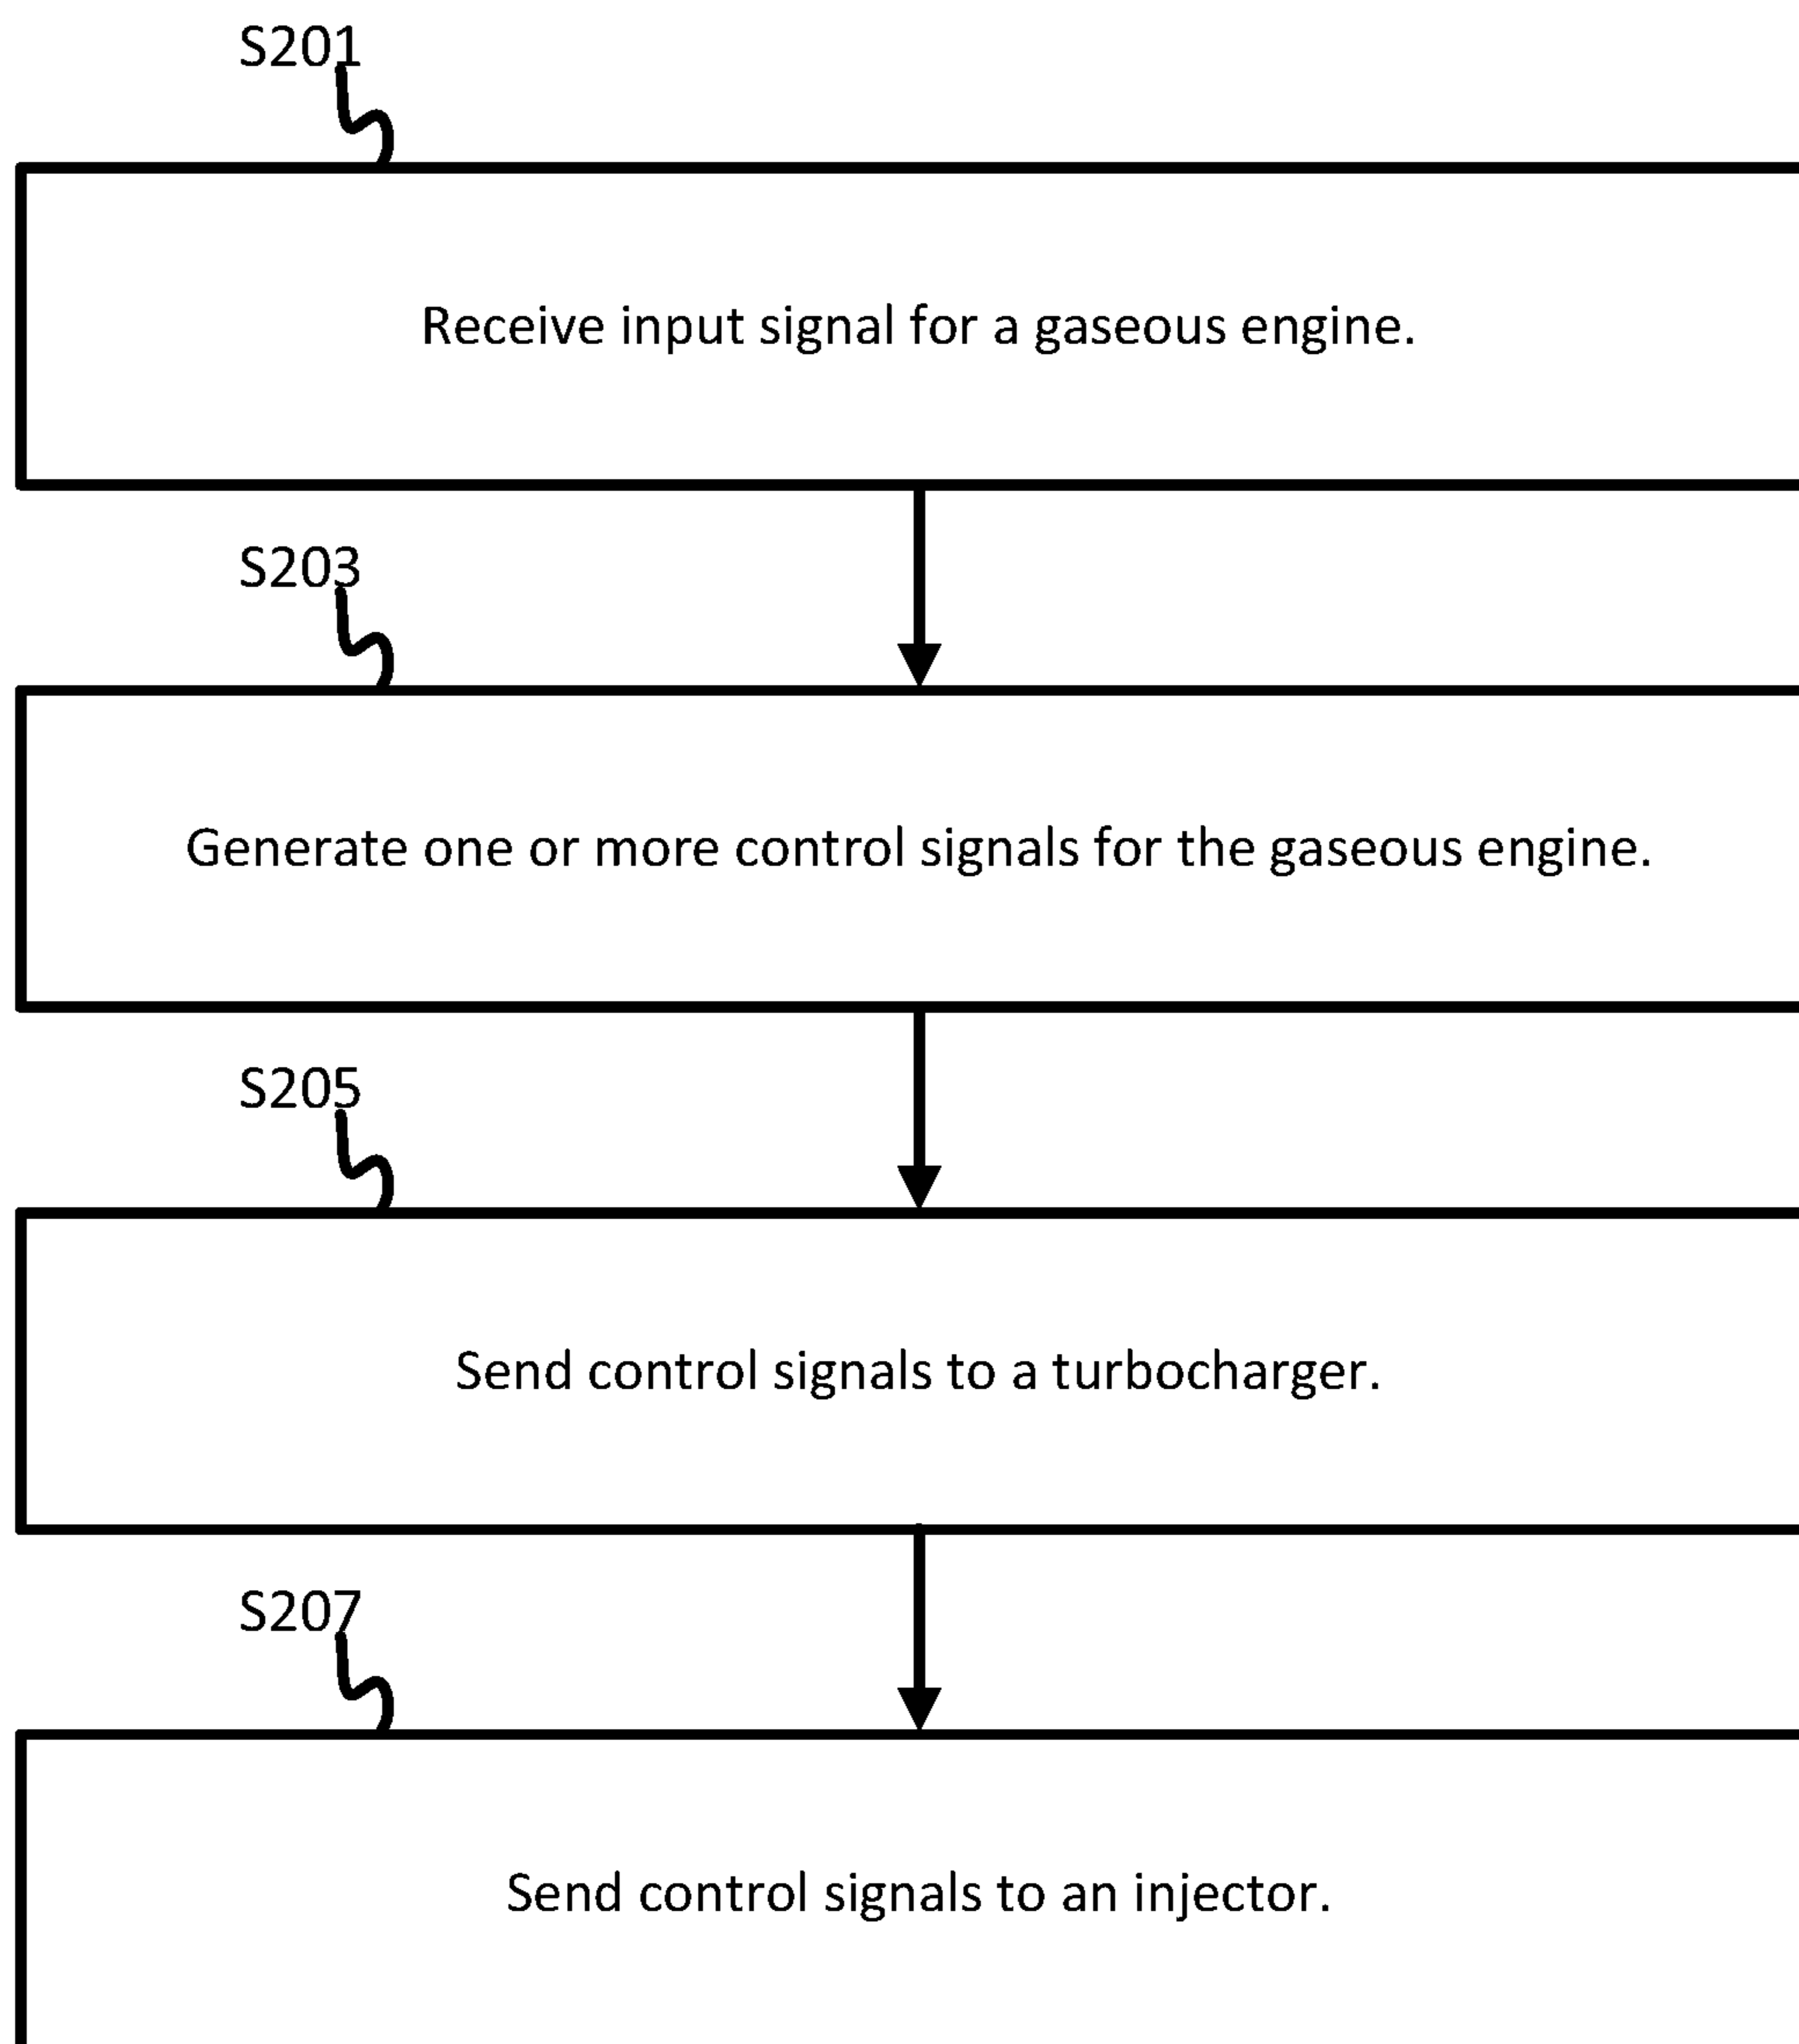 S201
Receive input signal for a gaseous engine.
S203
Generate one or more control signals for the gaseous engine.
S205
Send control signals to a turbocharger.
S207
Send control signals to an injector.